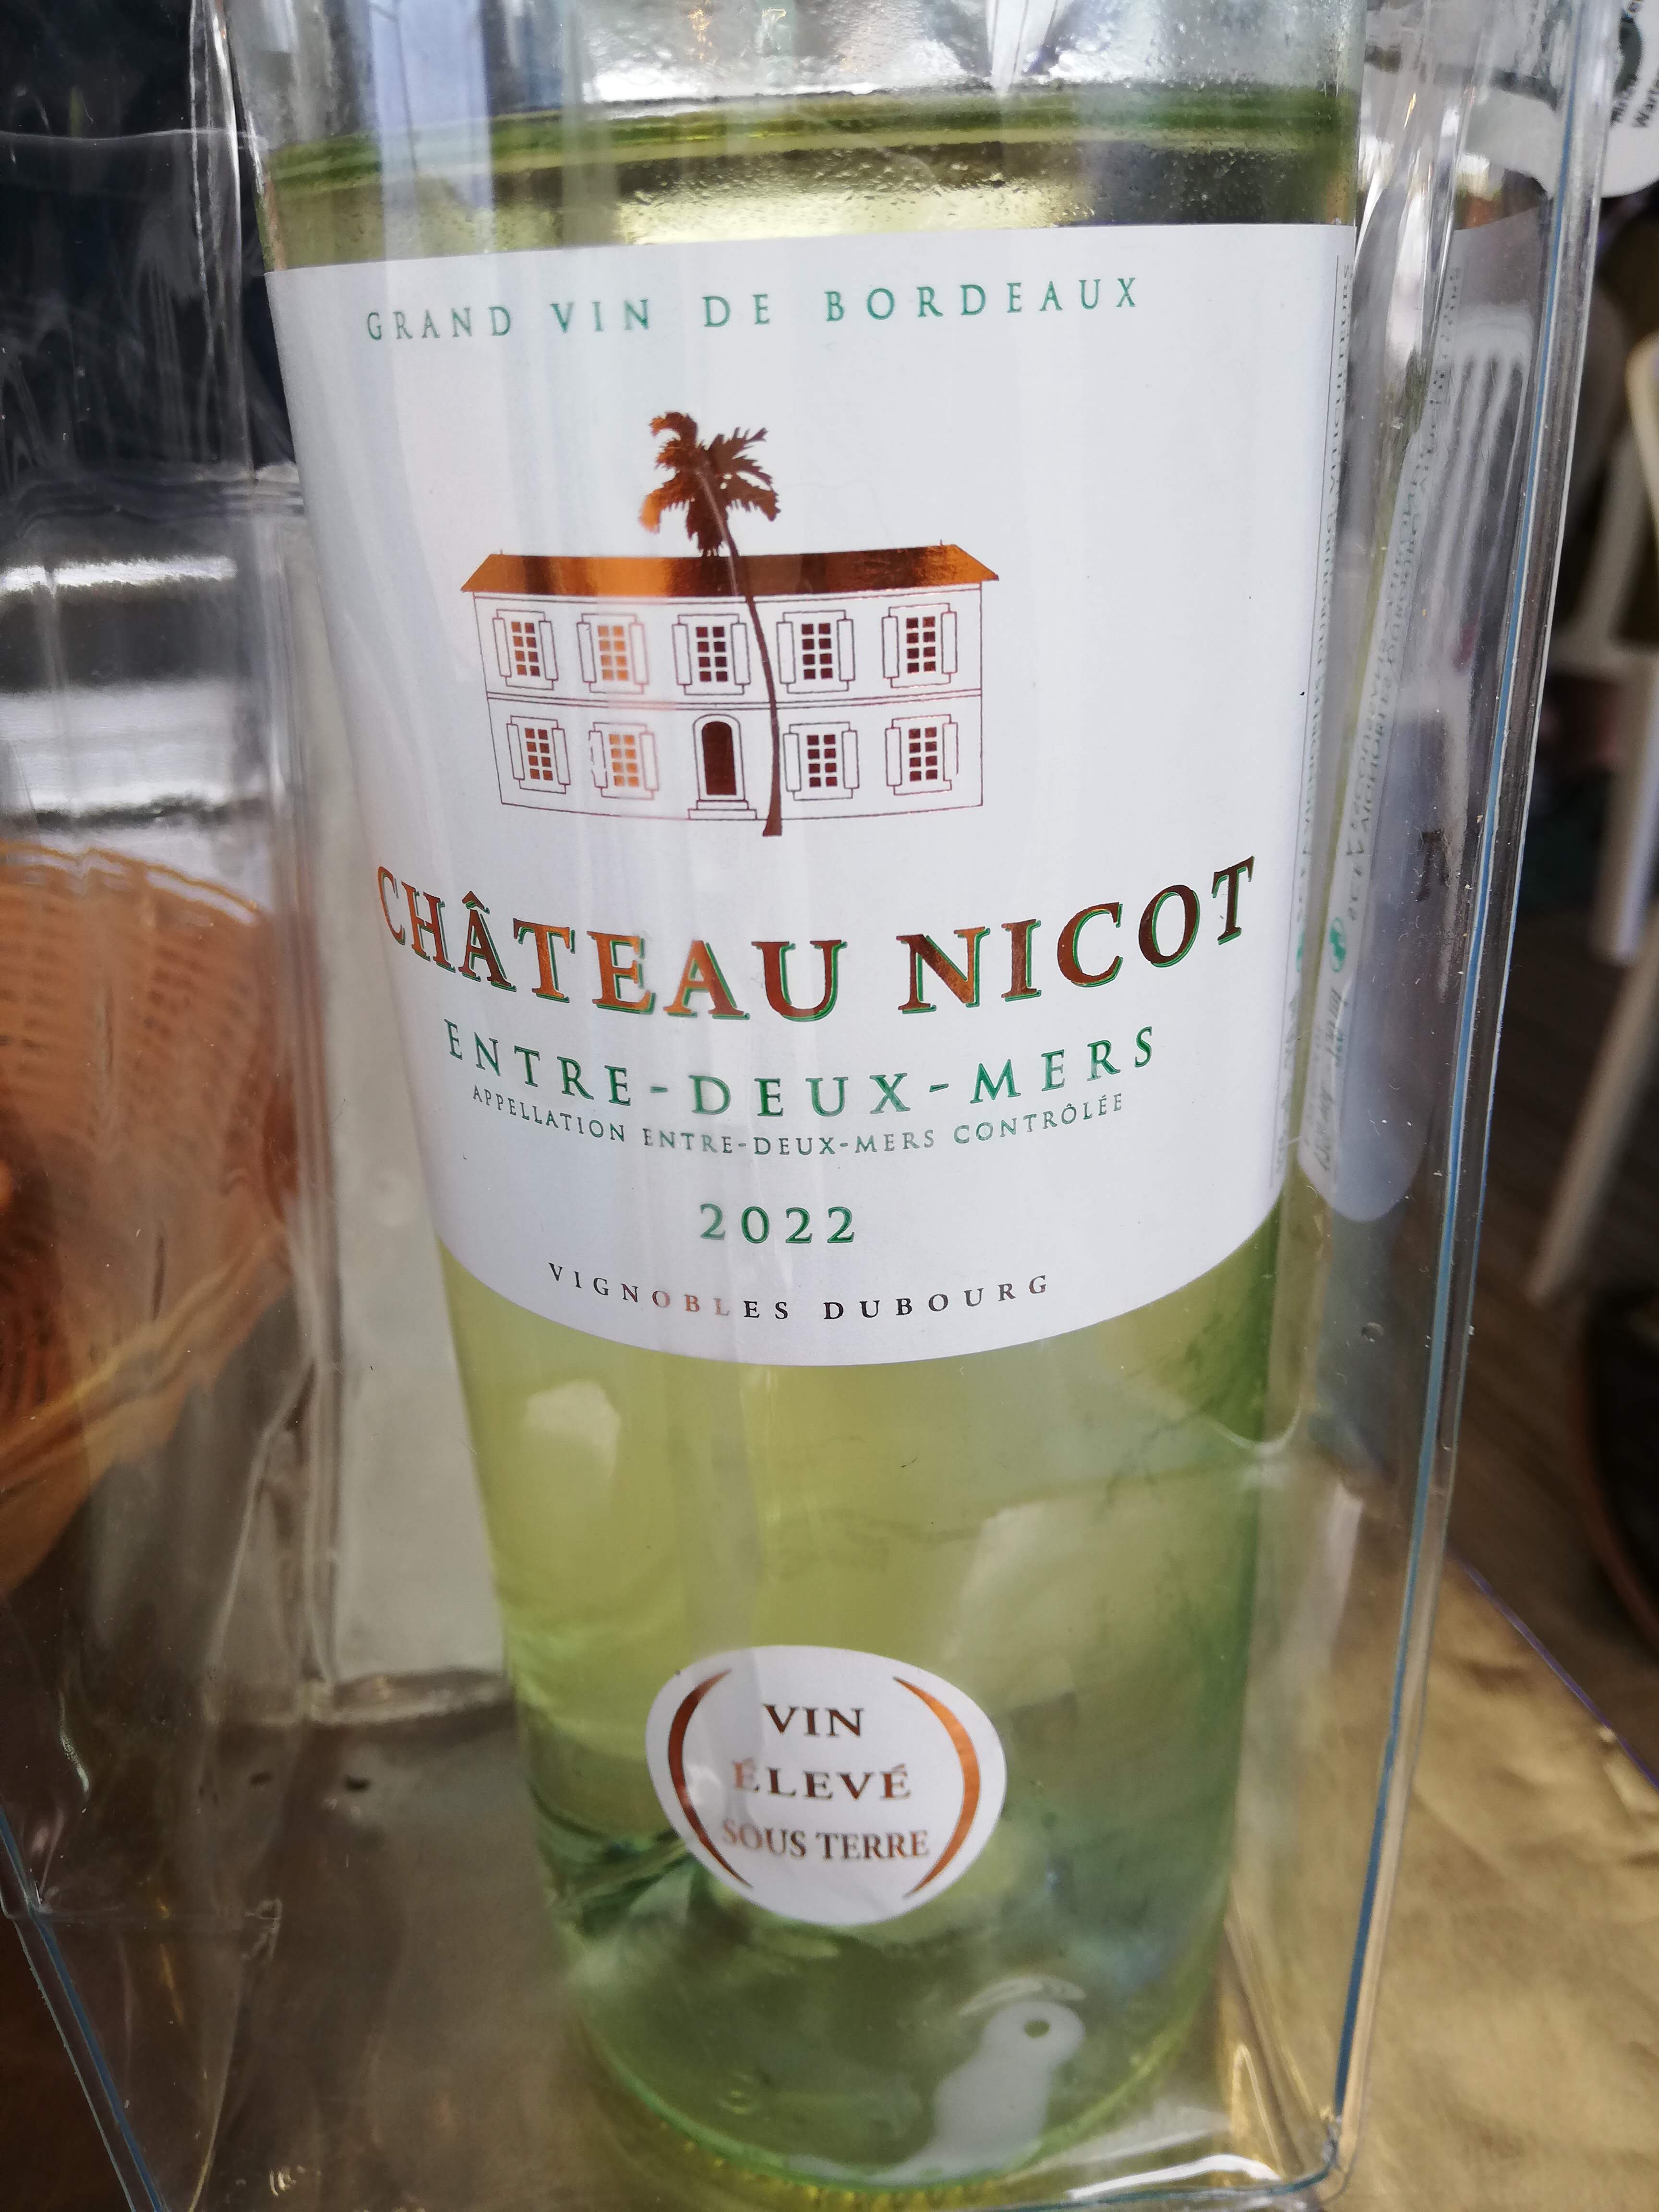 GRAND VIN DE BORDEAUX
CHÂTEAU NICOT
ENTRE-DEUX-MERS
APPELLATION ENTRE-DEUX-MERS CONTRÔLÉE
2022
VIGNOBLES DUBOURG
VIN
ÉLEVÉ
SOUS TERRE